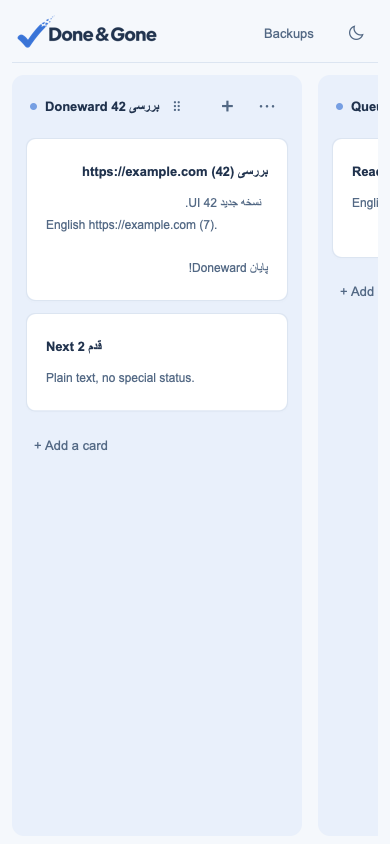 Done & Gone
Backups
Doneward 42 بررسی
بررسی https://example.com (42)
نسخه جدید UI 42.
English https://example.com (7).
پایان Doneward!
Next 2 قدم
Plain text, no special status.
+ Add a card
+ Add